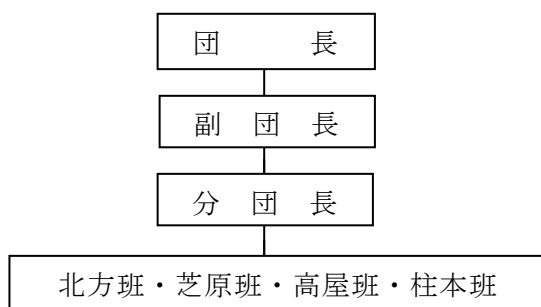 団　　　長
副　団　長
分　団　長
北方班・芝原班・高屋班・柱本班